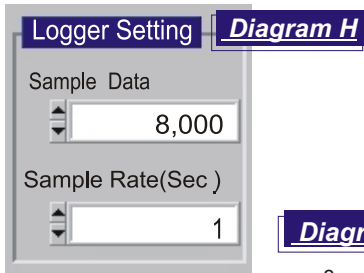 Logger Setting
Diagram H
Sample Data
8,000
Sample Rate(Sec )
1